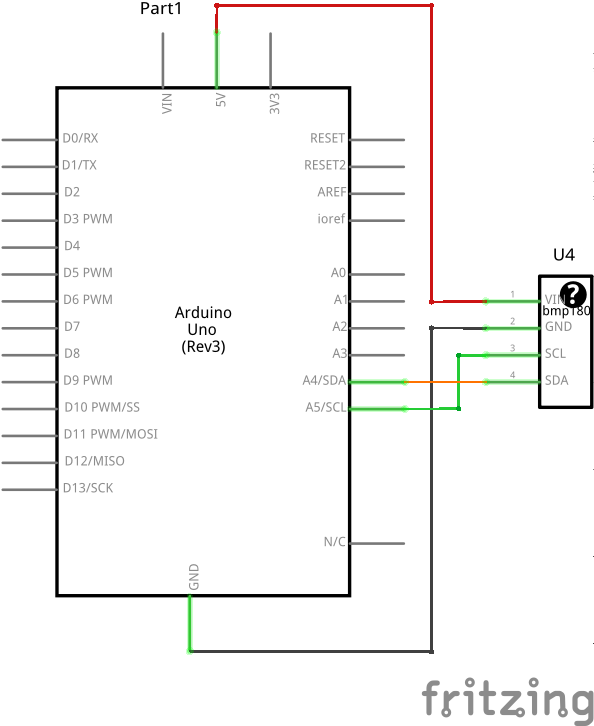 Part1
VIN
5V
3V3
D0/RX
RESET
D1/TX
RESET2
D2
AREF
D3 PWM
ioref
D4
D5 PWM
A0
D6 PWM
A1
D7
A2
D8
A3
D9 PWM
A4/SDA
D10 PWM/SS
A5/SCL
D11 PWM/MOSI
D12/MISO
D13/SCK
N/C
GND
Arduino
Uno
(Rev3)
U4
?
1
VIN
bmp180
2
GND
3
SCL
4
SDA
fritzing